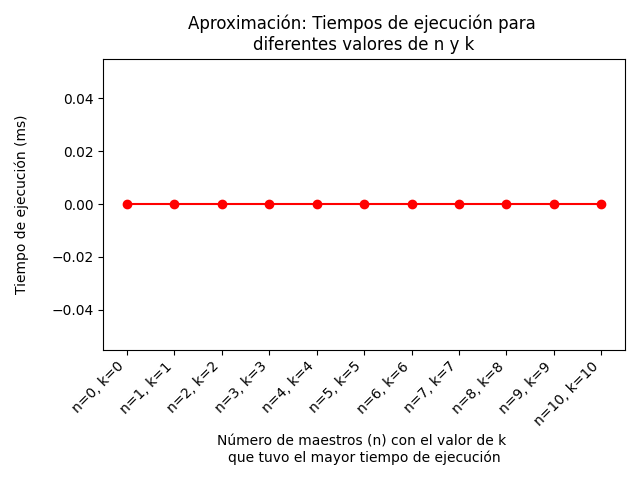 Aproximación: Tiempos de ejecución para
diferentes valores de n y k
Tiempo de ejecución (ms)
0.04
0.02
0.00
−0.02
−0.04
n=0, k=0
n=1, k=1
n=2, k=2
n=3, k=3
n=4, k=4
n=5, k=5
n=6, k=6
n=7, k=7
n=8, k=8
n=9, k=9
n=10, k=10
Número de maestros (n) con el valor de k
que tuvo el mayor tiempo de ejecución